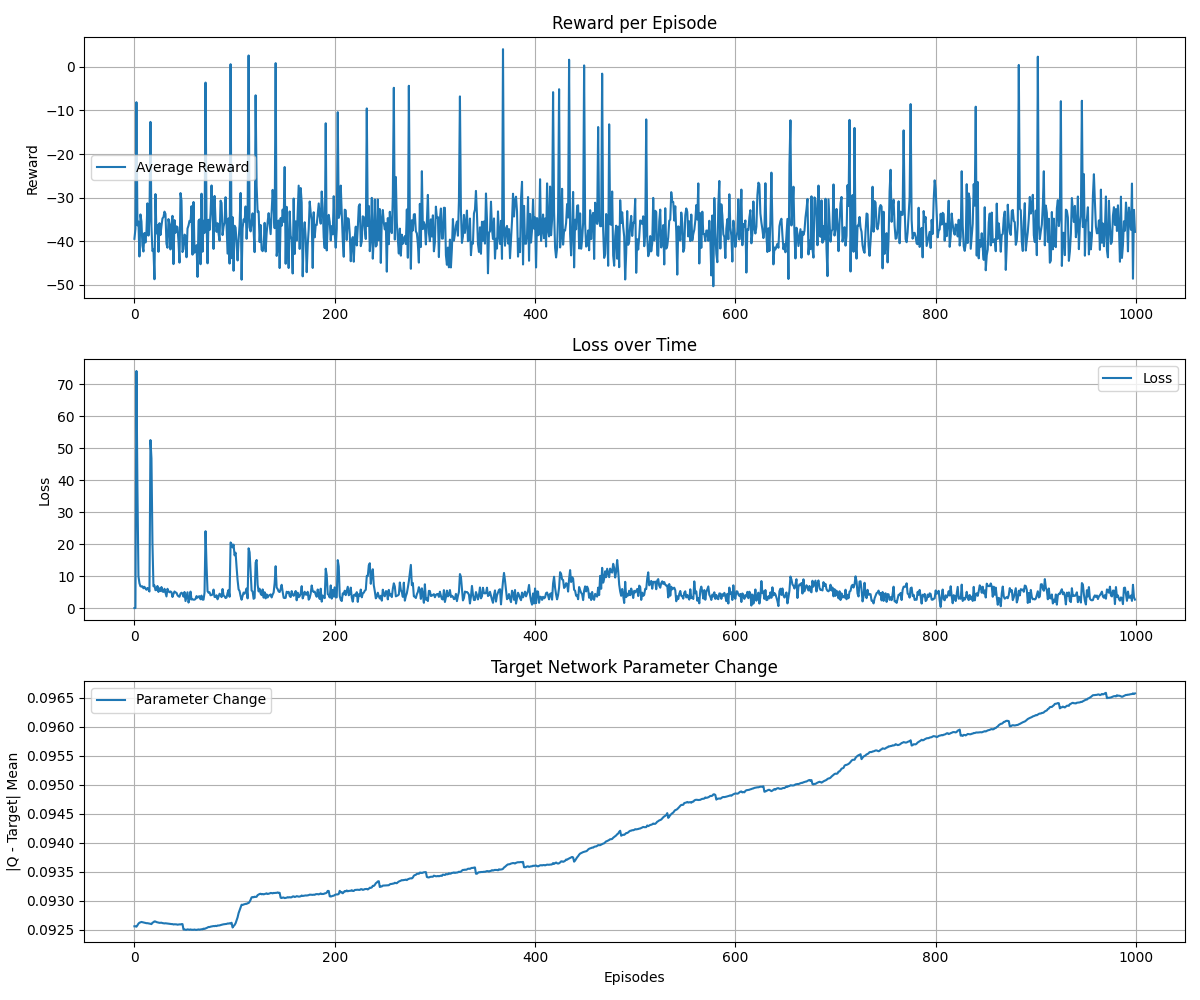 Reward per Episode
0
−10
−20
−30
−40
−50
Reward
Average Reward
0 200 400 600 800 1000
Loss over Time
70
60
50
40
30
20
10
0
Loss
Loss
0 200 400 600 800 1000
Target Network Parameter Change
0.0965
0.0960
0.0955
0.0950
0.0945
0.0940
0.0935
0.0930
0.0925
|Q - Target| Mean
Parameter Change
0 200 400 600 800 1000
Episodes